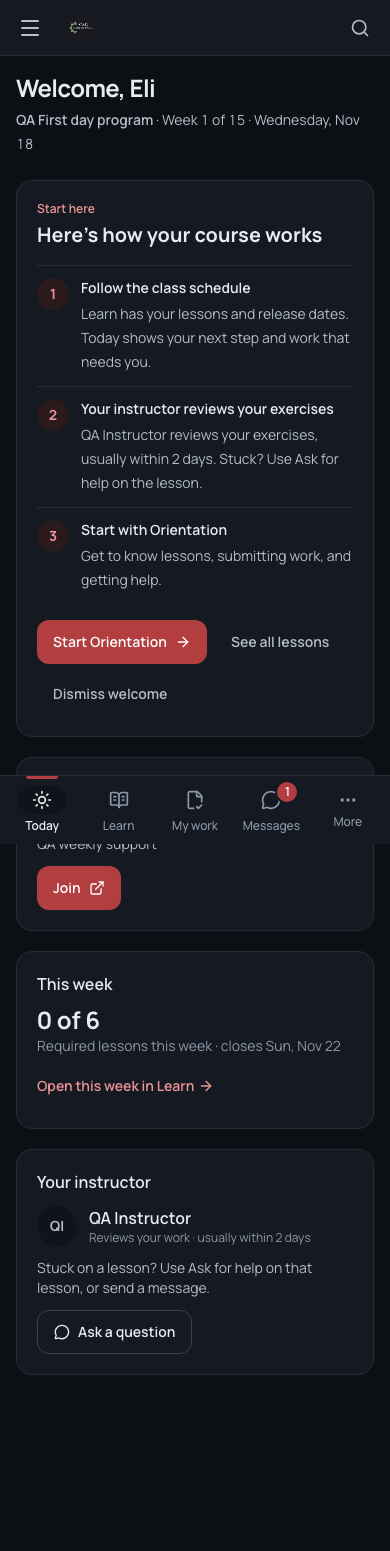 Welcome, Eli
QA First day program · Week 1 of 15 · Wednesday, Nov
18
Start here
Here's how your course works
1
Follow the class schedule
Learn has your lessons and release dates.
Today shows your next step and work that
needs you.
2
Your instructor reviews your exercises
QA Instructor reviews your exercises,
usually within 2 days. Stuck? Use Ask for
help on the lesson.
3
Start with Orientation
Get to know lessons, submitting work, and
getting help.
Start Orientation
See all lessons
Dismiss welcome
1
Today
Learn
My work
Messages
More
QA weekly support
Join
This week
0 of 6
Required lessons this week · closes Sun, Nov 22
Open this week in Learn
Your instructor
QI
QA Instructor
Reviews your work · usually within 2 days
Stuck on a lesson? Use Ask for help on that
lesson, or send a message.
Ask a question